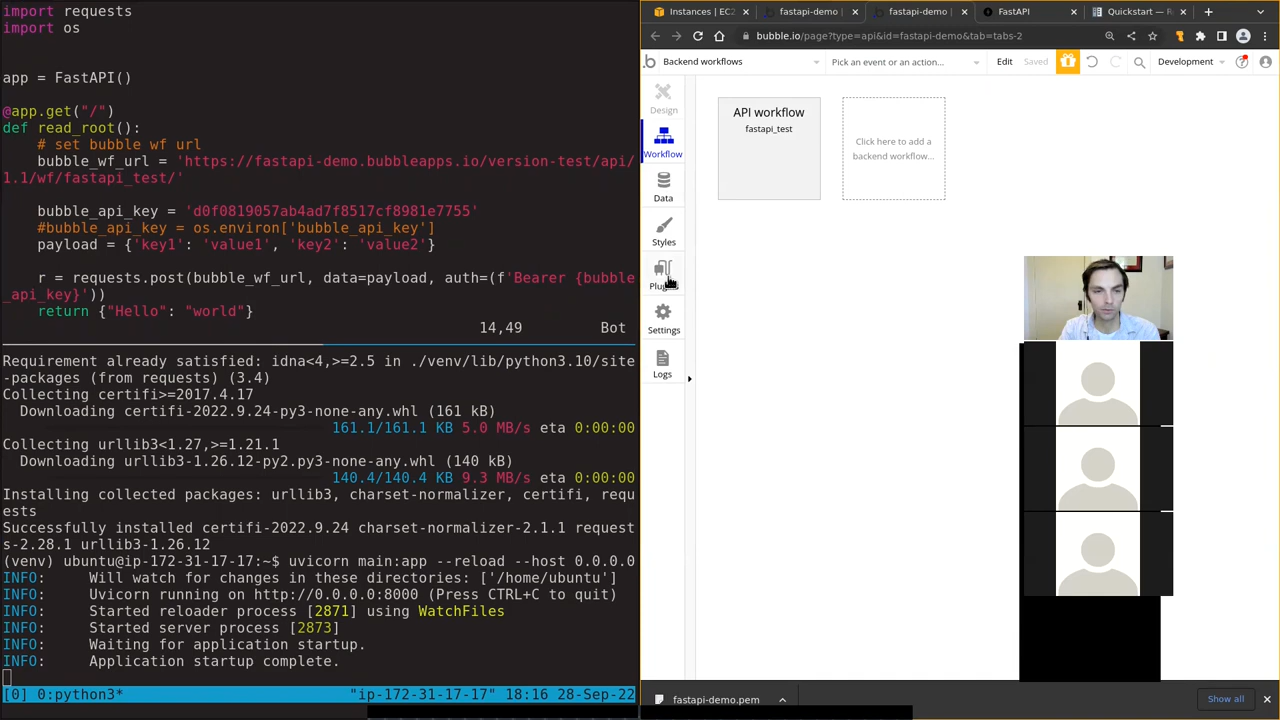 import requests
import os
app = FastAPI()
@app.get("/")
def read_root():
# set bubble wf url
bubble_wf_url = 'https://fastapi-demo.bubbleapps.io/version-test/api/
1.1/wf/fastapi_test/'
bubble_api_key = 'd0f0819057ab4ad7f8517cf8981e7755'
#bubble_api_key = os.environ['bubble_api_key']
payload = {'key1': 'value1', 'key2': 'value2'}
r = requests.post(bubble_wf_url, data=payload, auth=(f'Bearer {bubble
_api_key}'))
return {"Hello": "world"}
14,49 Bot
Requirement already satisfied: idna<4,>=2.5 in ./venv/lib/python3.10/site
-packages (from requests) (3.4)
Collecting certifi>=2017.4.17
Downloading certifi-2022.9.24-py3-none-any.whl (161 kB)
161.1/161.1 KB 5.0 MB/s eta 0:00:00
Collecting urllib3<1.27,>=1.21.1
Downloading urllib3-1.26.12-py2.py3-none-any.whl (140 kB)
140.4/140.4 KB 9.3 MB/s eta 0:00:00
Installing collected packages: urllib3, charset-normalizer, certifi, requ
ests
Successfully installed certifi-2022.9.24 charset-normalizer-2.1.1 request
s-2.28.1 urllib3-1.26.12
(venv) ubuntu@ip-172-31-17-17:~$ uvicorn main:app --reload --host 0.0.0.0
INFO: Will watch for changes in these directories: ['/home/ubuntu']
INFO: Uvicorn running on http://0.0.0.0:8000 (Press CTRL+C to quit)
INFO: Started reloader process [2871] using WatchFiles
INFO: Started server process [2873]
INFO: Waiting for application startup.
INFO: Application startup complete.
[0] 0:python3* "ip-172-31-17-17" 18:16 28-Sep-22
Instances | EC2
fastapi-demo |
fastapi-demo |
FastAPI
Quickstart — R
bubble.io/page?type=api&id=fastapi-demo&tab=tabs-2
Backend workflows
Pick an event or an action...
Edit
Saved
Development
Design
Workflow
Data
Styles
Settings
Logs
API workflow
fastapi_test
Click here to add a
backend workflow...
fastapi-demo.pem
Show all